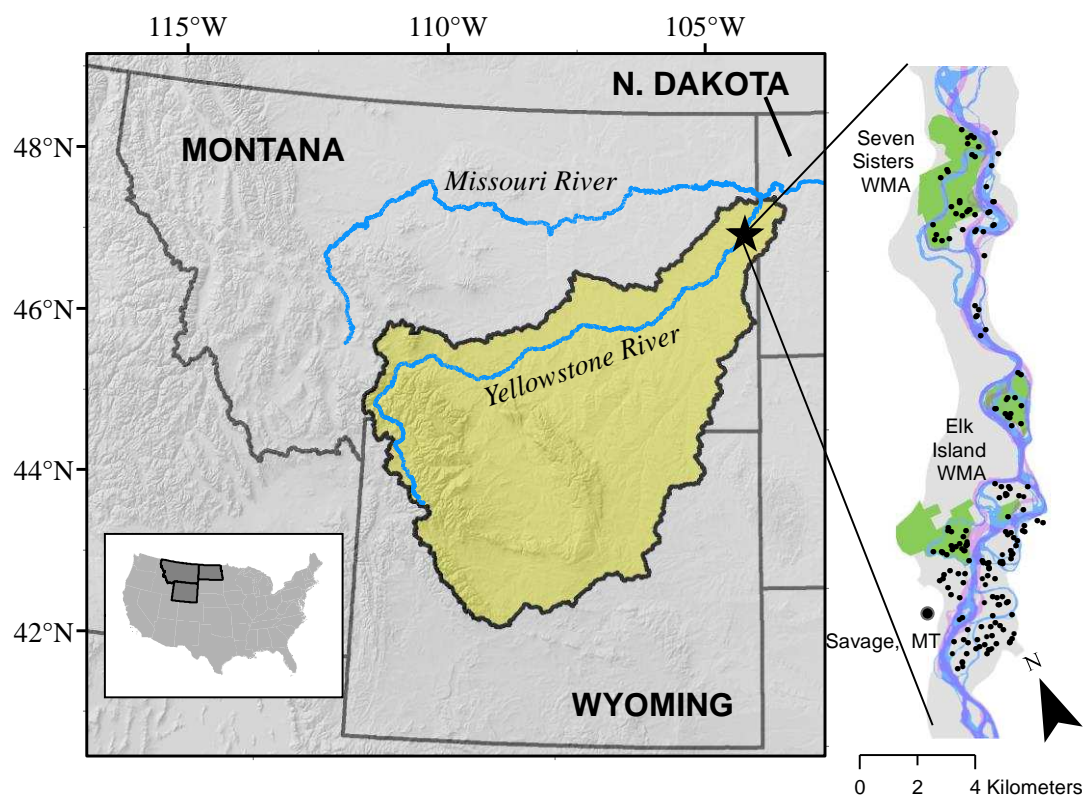 115°W 110°W 105°W
N. DAKOTA
48°N
MONTANA
Missouri River
Seven
Sisters
WMA
46°N
Yellowstone River
44°N
Elk
Island
WMA
42°N
Savage, MT
N
WYOMING
0 2 4 Kilometers